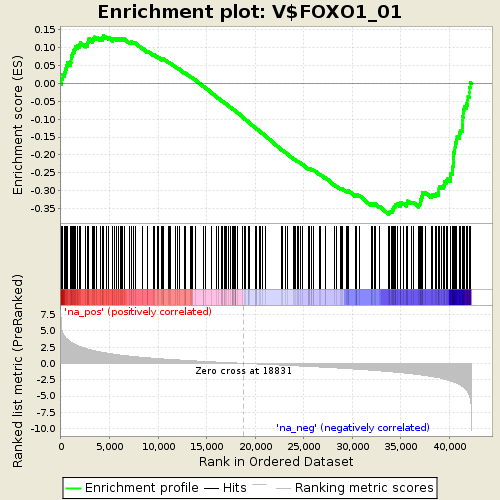 Enrichment plot: V$FOXO1_01
Enrichment score (ES)
0.15
0.10
0.05
0.00
-0.05
-0.10
-0.15
-0.20
-0.25
-0.30
-0.35
'na_pos' (positively correlated)
Ranked list metric (PreRanked)
7.5
5.0
2.5
0.0
-2.5
-5.0
-7.5
-10.0
Zero cross at 18831
'na_neg' (negatively correlated)
0
5,000
10,000
15,000
20,000
25,000
30,000
35,000
40,000
Rank in Ordered Dataset
Enrichment profile
Hits
Ranking metric scores